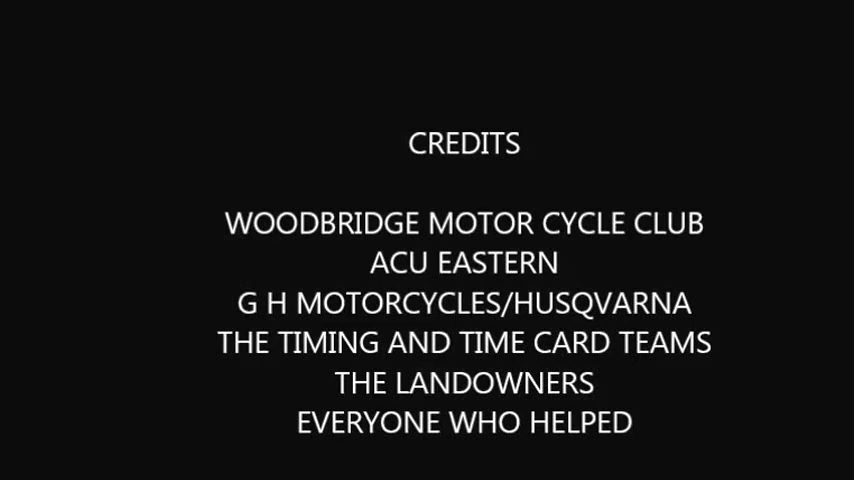 CREDITS
WOODBRIDGE MOTOR CYCLE CLUB
ACU EASTERN
G H MOTORCYCLES/HUSQVARNA
THE TIMING AND TIME CARD TEAMS
THE LANDOWNERS
EVERYONE WHO HELPED